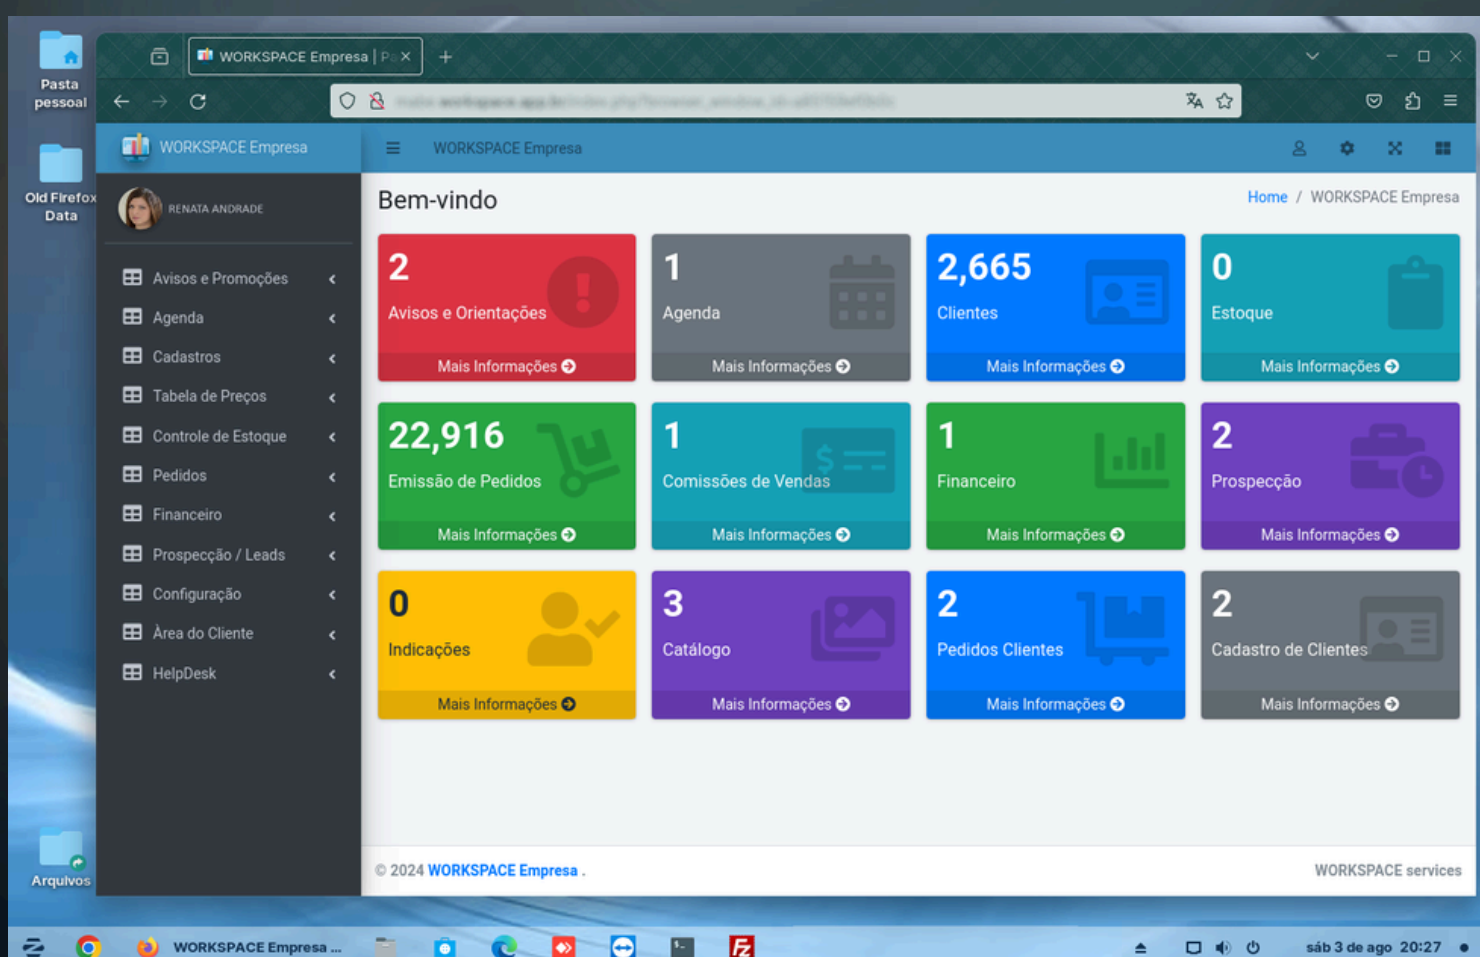 Pasta
pessoal
Old Firefox
Data
Arquivos
WORKSPACE Empresa | P
WORKSPACE Empresa
WORKSPACE Empresa
RENATA ANDRADE
Avisos e Promoções
Agenda
Cadastros
Tabela de Preços
Controle de Estoque
Pedidos
Financeiro
Prospecção / Leads
Configuração
Àrea do Cliente
HelpDesk
Bem-vindo
Home / WORKSPACE Empresa
2
Avisos e Orientações
Mais Informações
1
Agenda
Mais Informações
2,665
Clientes
Mais Informações
0
Estoque
Mais Informações
22,916
Emissão de Pedidos
Mais Informações
1
Comissões de Vendas
Mais Informações
1
Financeiro
Mais Informações
2
Prospecção
Mais Informações
0
Indicações
Mais Informações
3
Catálogo
Mais Informações
2
Pedidos Clientes
Mais Informações
2
Cadastro de Clientes
Mais Informações
© 2024 WORKSPACE Empresa .
WORKSPACE services
WORKSPACE Empresa ...
sáb 3 de ago 20:27